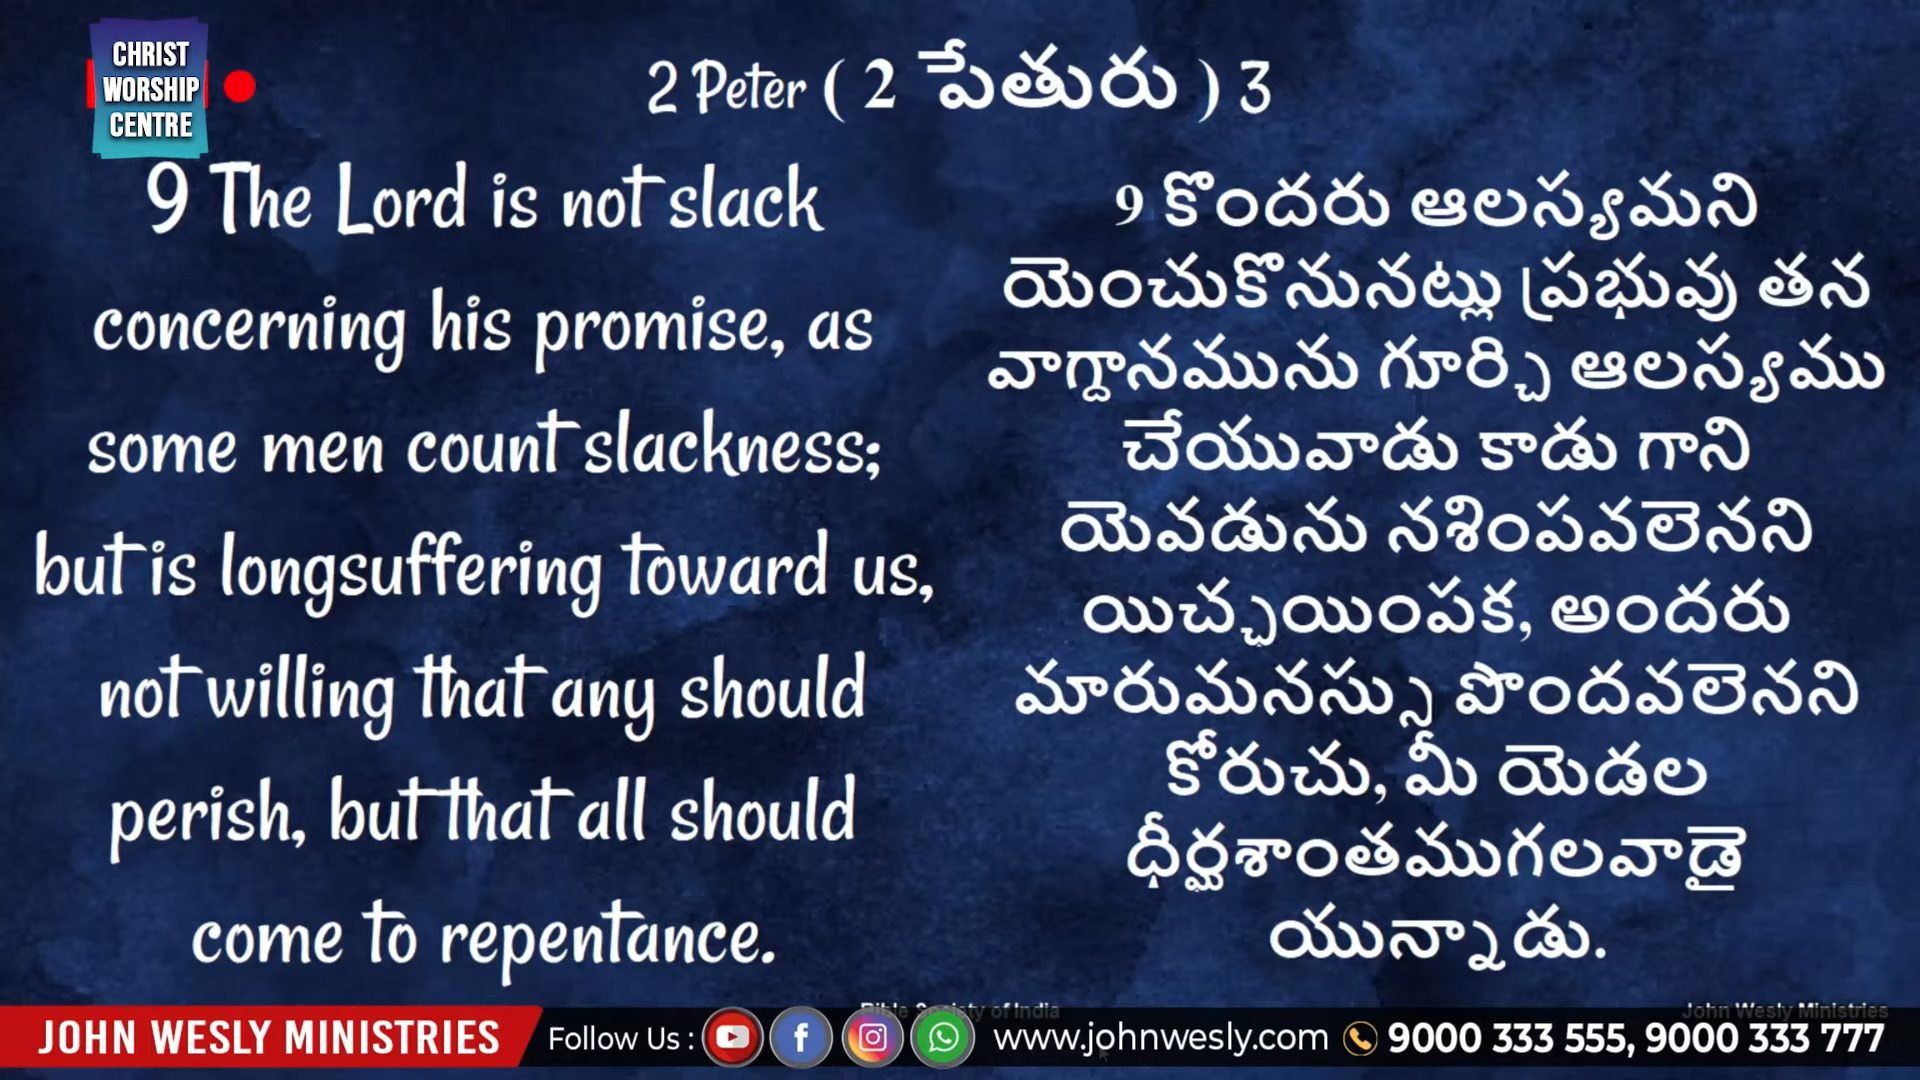 CHRIST
WORSHIP
CENTRE
2 Peter ( 2 పేతురు ) 3
9 The Lord is not slack
concerning his promise, as
some men count slackness;
but is longsuffering toward us,
not willing that any should
perish, but that all should
come to repentance.
9 కొందరు ఆలస్యమని
యెంచుకొనునట్లు ప్రభువు తన
వాగ్దానమును గూర్చి ఆలస్యము
చేయువాడు కాడు గాని
యెవడును నశింపవలెనని
యిచ్ఛయింపక, అందరు
మారుమనస్సు పొందవలెనని
కోరుచు, మీ యెడల
ధీర్ఘశాంతముగలవాడై
యున్నాడు.
Bible Society of India
John Wesly Ministries
JOHN WESLY MINISTRIES
Follow Us :
www.johnwesly.com
9000 333 555, 9000 333 777